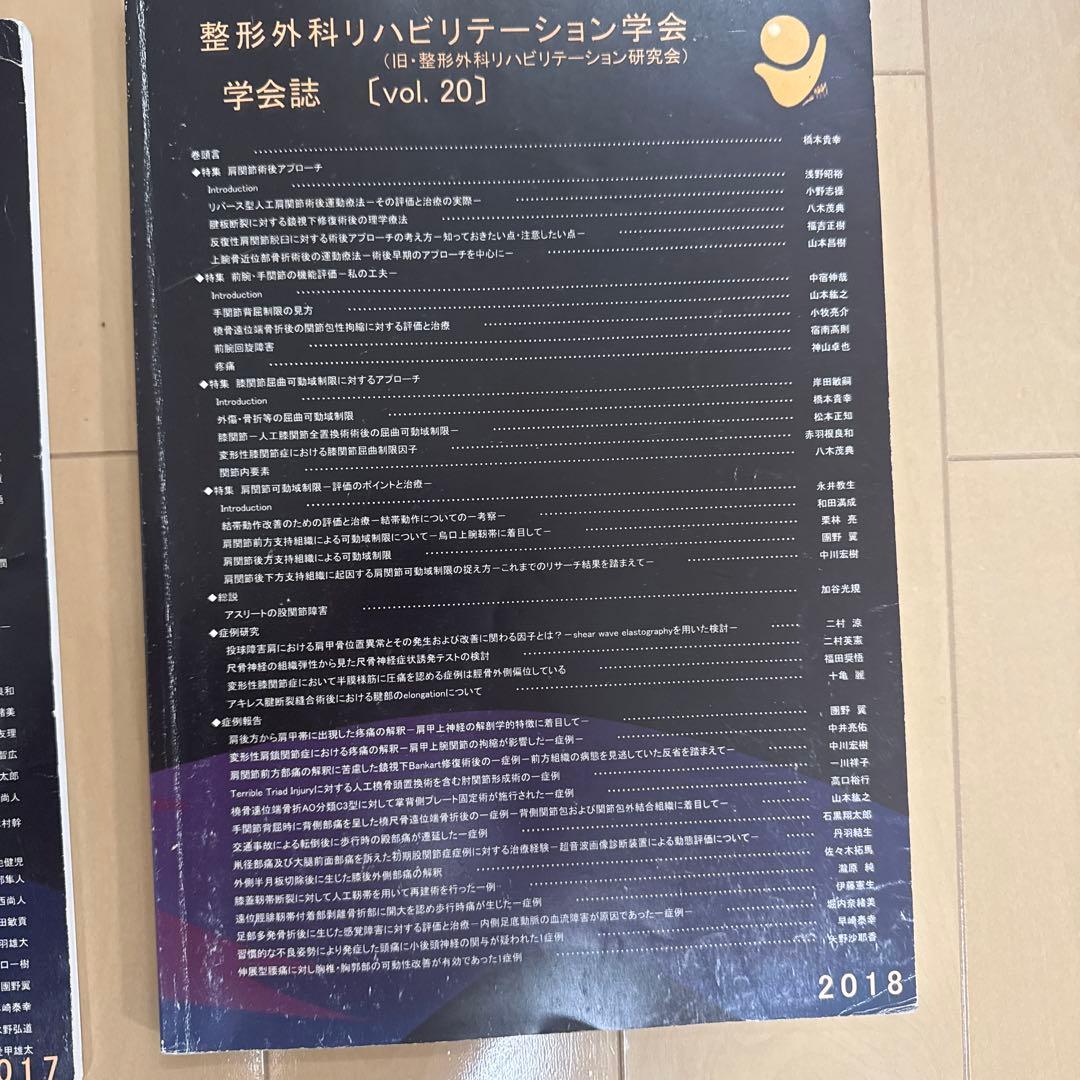 整形外科リハビリテーション学会
（旧・整形外科リハビリテーション研究会）
学会誌 〔vol. 20〕
巻頭言 橋本貴幸
◆特集 肩関節術後アプローチ
Introduction 浅野昭裕
リバース型人工肩関節術後運動療法－その評価と治療の実際－ 小野志操
腱板断裂に対する鏡視下修復術後の理学療法 八木茂典
反復性肩関節脱臼に対する術後アプローチの考え方－知っておきたい点・注意したい点－ 福吉正樹
上腕骨近位部骨折術後の運動療法－術後早期のアプローチを中心に－ 山本昌樹
◆特集 前腕・手関節の機能評価－私の工夫－
Introduction 中宿伸哉
手関節背屈制限の見方 山本紘之
橈骨遠位端骨折後の関節包性拘縮に対する評価と治療 小牧亮介
前腕回旋障害 宿南高則
疼痛 神山卓也
◆特集 膝関節屈曲可動域制限に対するアプローチ
Introduction 岸田敏嗣
外傷・骨折等の屈曲可動域制限 橋本貴幸
膝関節－人工膝関節全置換術術後の屈曲可動域制限－ 松本正知
変形性膝関節症における膝関節屈曲制限因子 赤羽根良和
関節内要素 八木茂典
◆特集 肩関節可動域制限－評価のポイントと治療－
Introduction 永井教生
結帯動作改善のための評価と治療－結帯動作についての一考察－ 和田満成
肩関節前方支持組織による可動域制限について－烏口上腕靱帯に着目して－ 栗林 亮
肩関節後方支持組織による可動域制限 團野 翼
肩関節後下方支持組織に起因する肩関節可動域制限の捉え方－これまでのリサーチ結果を踏まえて－ 中川宏樹
◆総説
アスリートの股関節障害 加谷光規
◆症例研究
投球障害肩における肩甲骨位置異常とその発生および改善に関わる因子とは？－shear wave elastographyを用いた検討－ 二村 涼
尺骨神経の組織弾性から見た尺骨神経症状誘発テストの検討 二村英憲
変形性膝関節症において半膜様筋に圧痛を認める症例は脛骨外側偏位している 福田奨悟
アキレス腱断裂縫合術後における腱部のelongationについて 十亀 麗
◆症例報告
肩後方から肩甲帯に出現した疼痛の解釈－肩甲上神経の解剖学的特徴に着目して－ 團野 翼
変形性肩鎖関節症における疼痛の解釈－肩甲上腕関節の拘縮が影響した一症例－ 中井亮佑
肩関節前方部痛の解釈に苦慮した鏡視下Bankart修復術後の一症例－前方組織の病態を見逃していた反省を踏まえて－ 中川宏樹
Terrible Triad Injuryに対する人工橈骨頭置換術を含む肘関節形成術の一症例 一川祥子
橈骨遠位端骨折AO分類C3型に対して掌背側プレート固定術が施行された一症例 高口裕行
手関節背屈時に背側部痛を呈した橈尺骨遠位端骨折後の一症例－背側関節包および関節包外結合組織に着目して－ 山本紘之
交通事故による転倒後に歩行時の殿部痛が遷延した一症例 石黒翔太郎
鼡径部痛及び大腿前面部痛を訴えた初期股関節症症例に対する治療経験－超音波画像診断装置による動態評価について－ 丹羽結生
外側半月板切除後に生じた膝後外側部痛の解釈 佐々木拓馬
膝蓋靱帯断裂に対して人工靱帯を用いて再建術を行った一例 瀧原 純
遠位脛腓靱帯付着部剥離骨折部に開大を認め歩行時痛が生じた一症例 伊藤憲生
足部多発骨折後に生じた感覚障害に対する評価と治療－内側足底動脈の血流障害が原因であった一症例－ 堀内奈緒美
習慣的な不良姿勢により発症した頭痛に小後頭神経の関与が疑われた1症例 早崎泰幸
伸展型腰痛に対し胸椎・胸郭部の可動性改善が有効であった1症例 矢野沙耶香
2018
良和
緒美
友理
智広
太郎
尚人
村幹
健児
隼人
西尚人
田敏貢
羽雄大
口一樹
團野翼
崎泰幸
野弘道
甲雄太
017